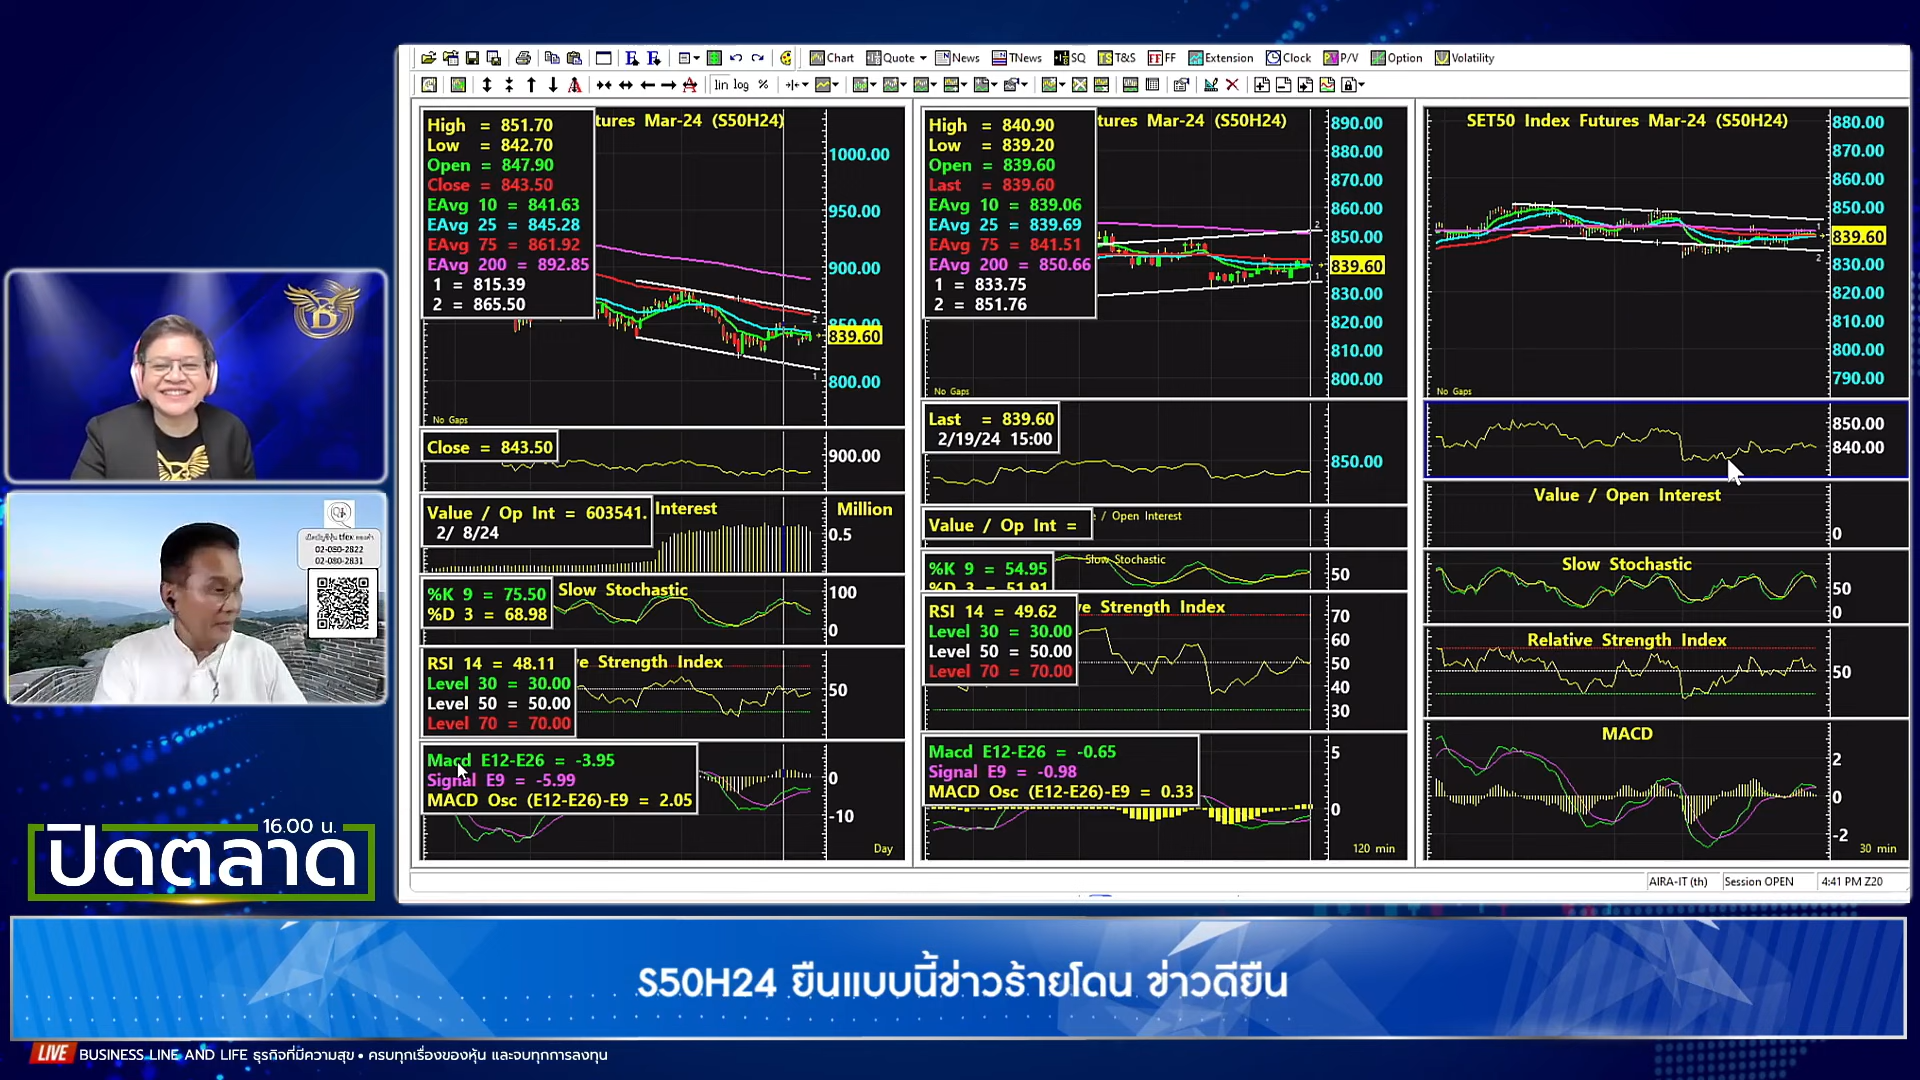 Chart Quote News TNews SQ T&S FF Extension Clock P/V Option Volatility
lin log %
High = 851.70
Low = 842.70
Open = 847.90
Close = 843.50
EAvg 10 = 841.63
EAvg 25 = 845.28
EAvg 75 = 861.92
EAvg 200 = 892.85
1 = 815.39
2 = 865.50
tures Mar-24 (S50H24)
1000.00
950.00
900.00
850.00
839.60
800.00
2
1
No Gaps
Close = 843.50
900.00
Value / Op Int = 603541.
2/ 8/24
Interest
Million
0.5
%K 9 = 75.50
%D 3 = 68.98
Slow Stochastic
100
0
RSI 14 = 48.11
Level 30 = 30.00
Level 50 = 50.00
Level 70 = 70.00
ve Strength Index
50
Macd E12-E26 = -3.95
Signal E9 = -5.99
MACD Osc (E12-E26)-E9 = 2.05
0
-10
Day
High = 840.90
Low = 839.20
Open = 839.60
Last = 839.60
EAvg 10 = 839.06
EAvg 25 = 839.69
EAvg 75 = 841.51
EAvg 200 = 850.66
1 = 833.75
2 = 851.76
tures Mar-24 (S50H24)
890.00
880.00
870.00
860.00
850.00
839.60
830.00
820.00
810.00
800.00
2
1
No Gaps
Last = 839.60
2/19/24 15:00
850.00
Value / Op Int =
e / Open Interest
%K 9 = 54.95
%D 3 = 51.91
Slow Stochastic
50
RSI 14 = 49.62
Level 30 = 30.00
Level 50 = 50.00
Level 70 = 70.00
ve Strength Index
70
60
50
40
30
Macd E12-E26 = -0.65
Signal E9 = -0.98
MACD Osc (E12-E26)-E9 = 0.33
5
0
120 min
SET50 Index Futures Mar-24 (S50H24)
880.00
870.00
860.00
850.00
839.60
830.00
820.00
810.00
800.00
790.00
1
2
No Gaps
850.00
840.00
Value / Open Interest
0
Slow Stochastic
50
0
Relative Strength Index
50
MACD
2
0
-2
30 min
AIRA-IT (th) Session OPEN 4:41 PM Z20
02-080-2822
02-080-2831
16.00 น.
ปิดตลาด
S50H24 ยืนแบบนี้ข่าวร้ายโดน ข่าวดียืน
LIVE BUSINESS LINE AND LIFE ธุรกิจที่มีความสุข • ครบทุกเรื่องของหุ้น และจบทุกการลงทุน